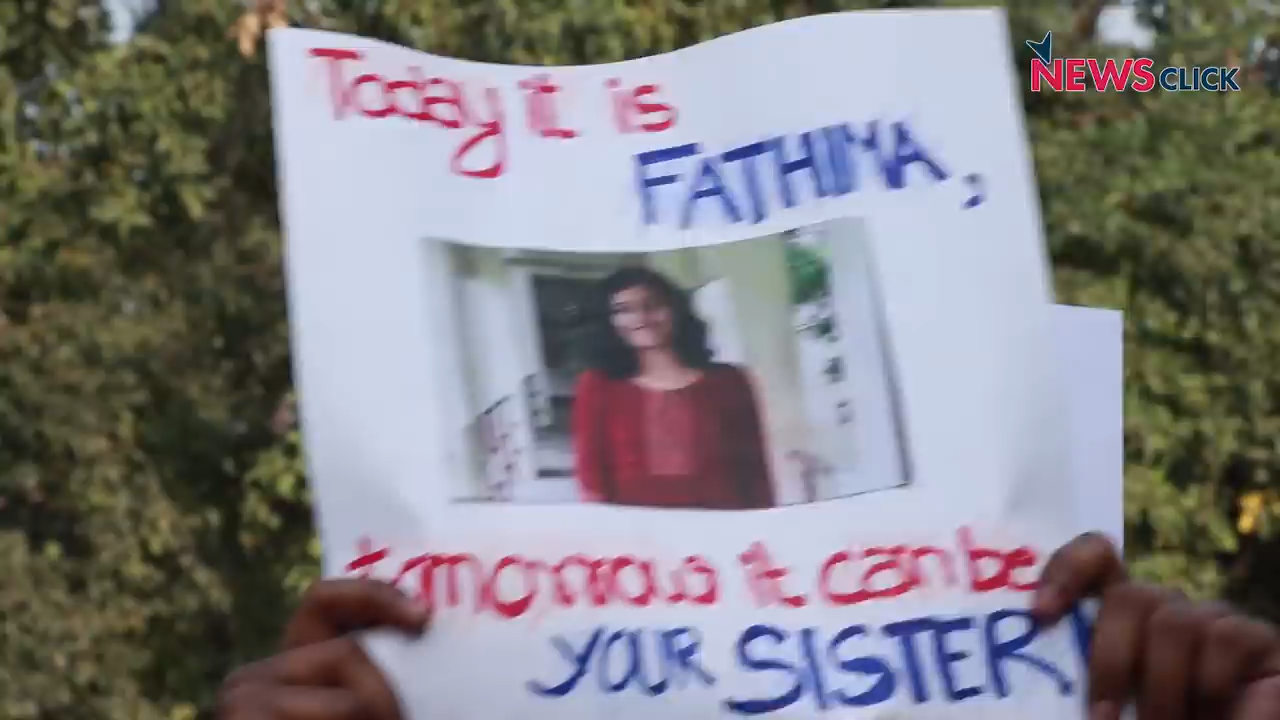 Today it is
NEWSCLICK
FATHIMA,
tomorrow it can be
YOUR SISTER!